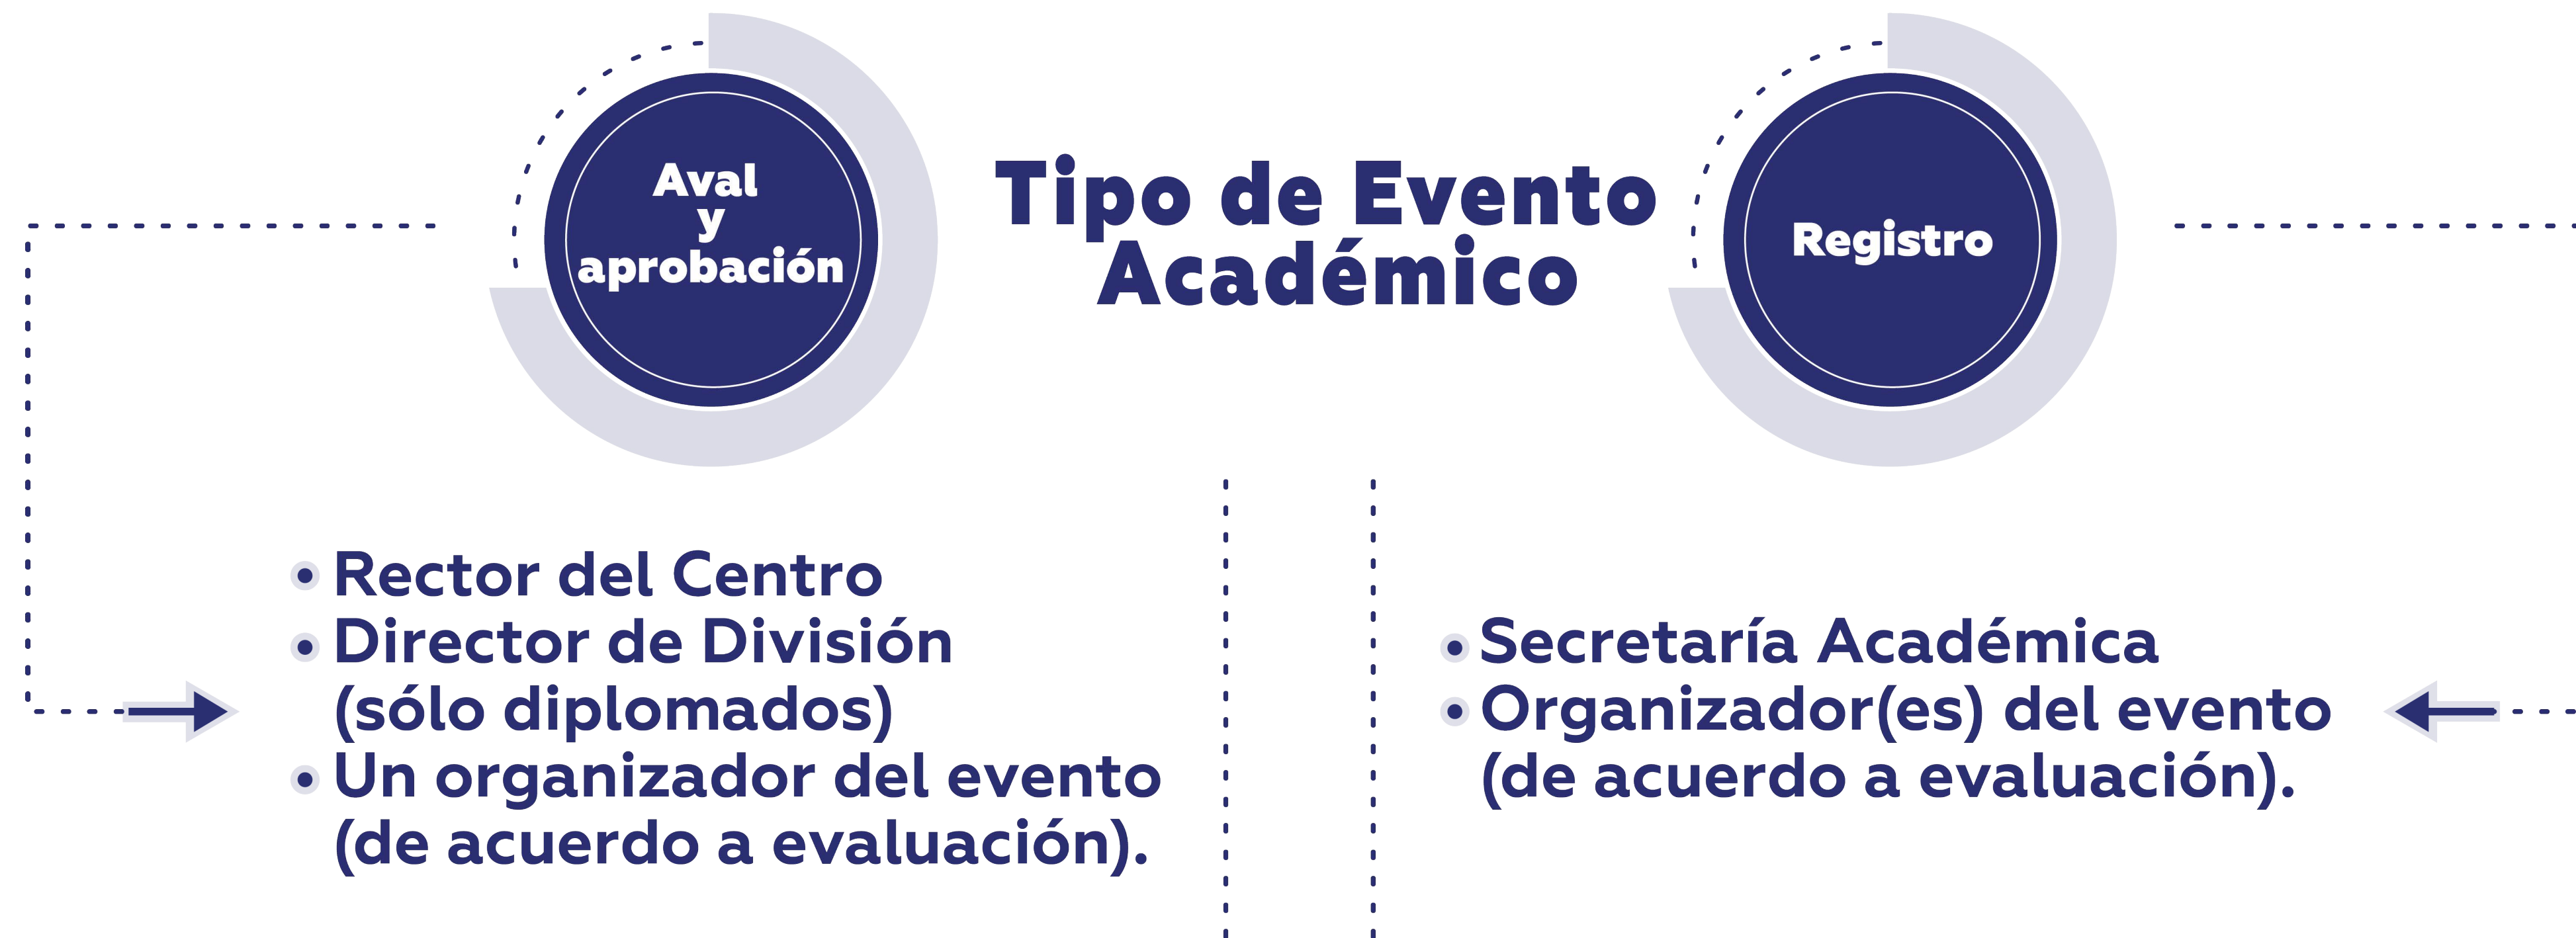 Aval
y
aprobación
Tipo de Evento
Académico
Registro
Rector del Centro
Director de División
(sólo diplomados)
Un organizador del evento
(de acuerdo a evaluación).
Secretaría Académica
Organizador(es) del evento
(de acuerdo a evaluación).